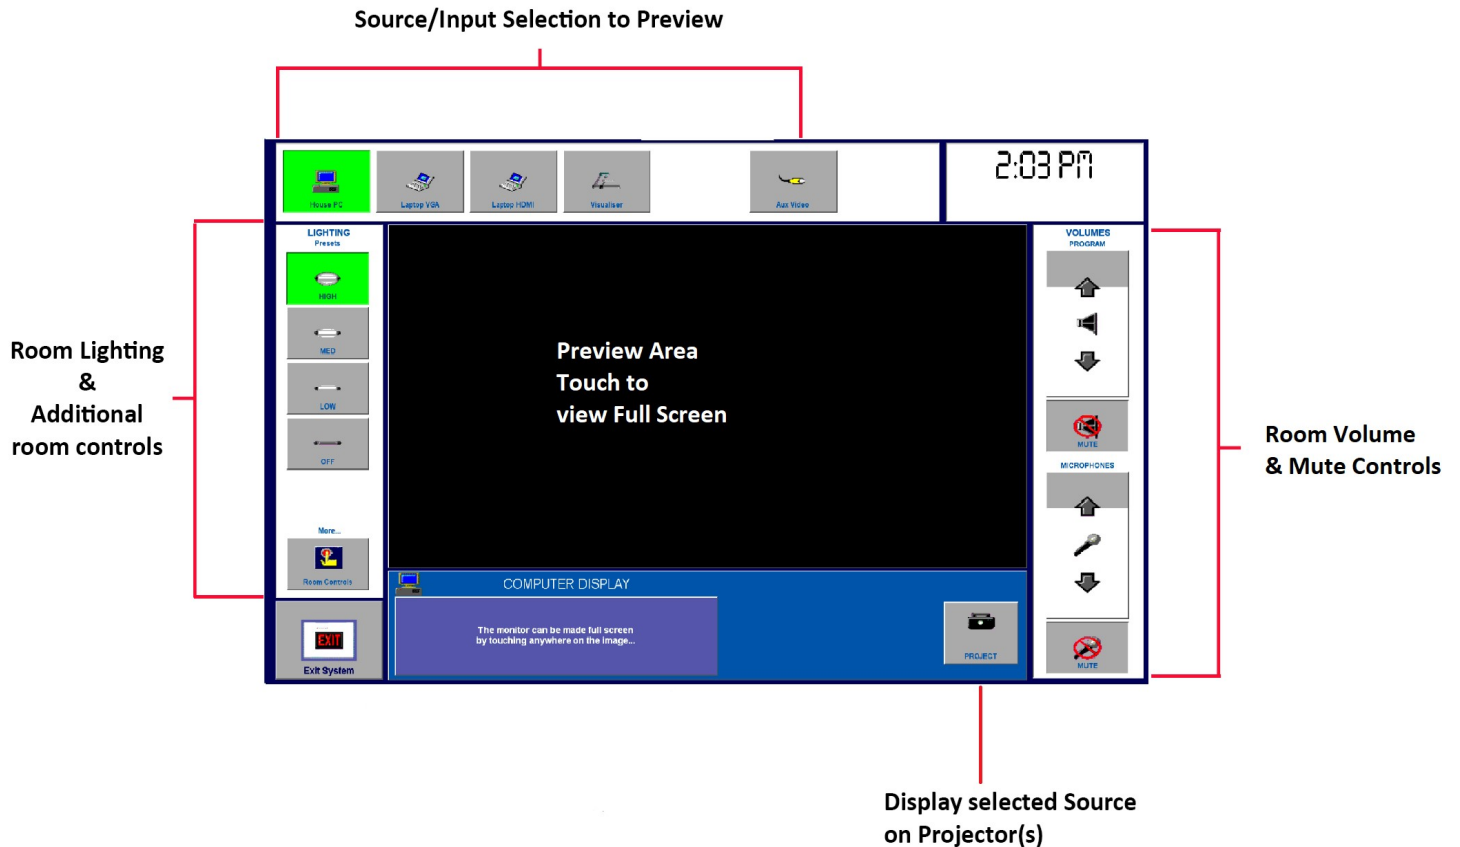 Source/Input Selection to Preview
House PC
Laptop VGA
Laptop HDMI
Visualiser
Aux Video
2:03 PM
LIGHTING
Presets
HIGH
MED
LOW
OFF
More...
Room Controls
EXIT
Exit System
Room Lighting
&
Additional
room controls
Preview Area
Touch to
view Full Screen
COMPUTER DISPLAY
The monitor can be made full screen
by touching anywhere on the image...
PROJECT
VOLUMES
PROGRAM
MUTE
MICROPHONES
MUTE
Room Volume
& Mute Controls
Display selected Source
on Projector(s)